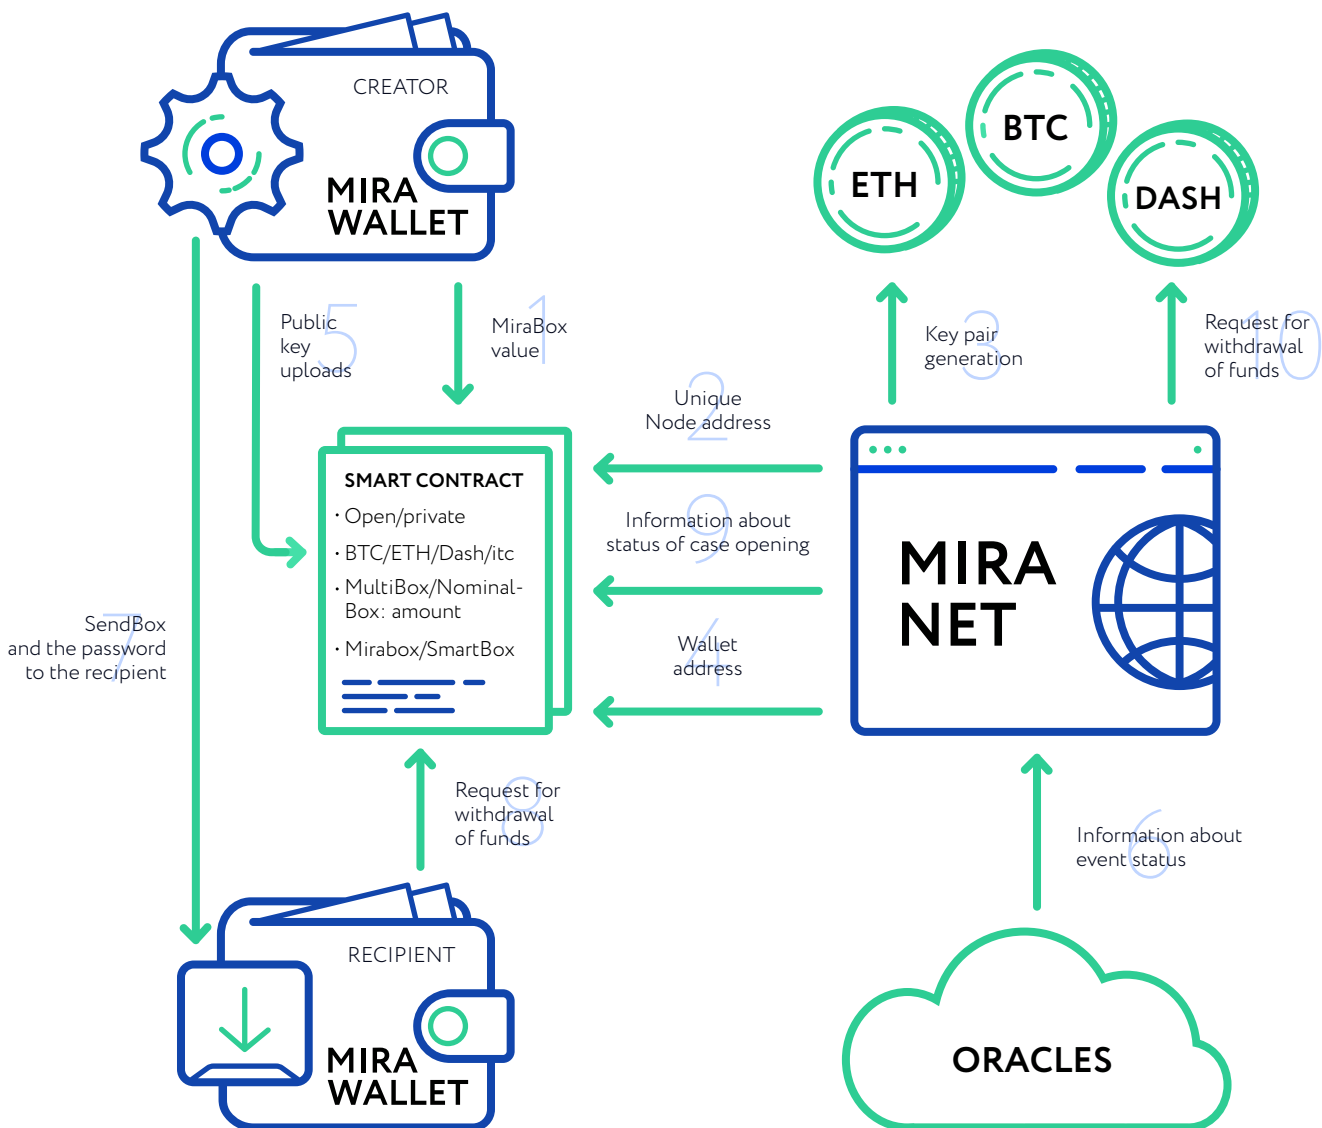 CREATOR
MIRA
WALLET
ETH
BTC
DASH
5
Public
key
uploads
1
MiraBox
value
3
Key pair
generation
10
Request for
withdrawal
of funds
2
Unique
Node address
9
Information about
status of case opening
4
Wallet
address
SMART CONTRACT
· Open/private
· BTC/ETH/Dash/itc
· MultiBox/Nominal-
Box: amount
· Mirabox/SmartBox
MIRA
NET
7
SendBox
and the password
to the recipient
8
Request for
withdrawal
of funds
6
Information about
event status
RECIPIENT
MIRA
WALLET
ORACLES